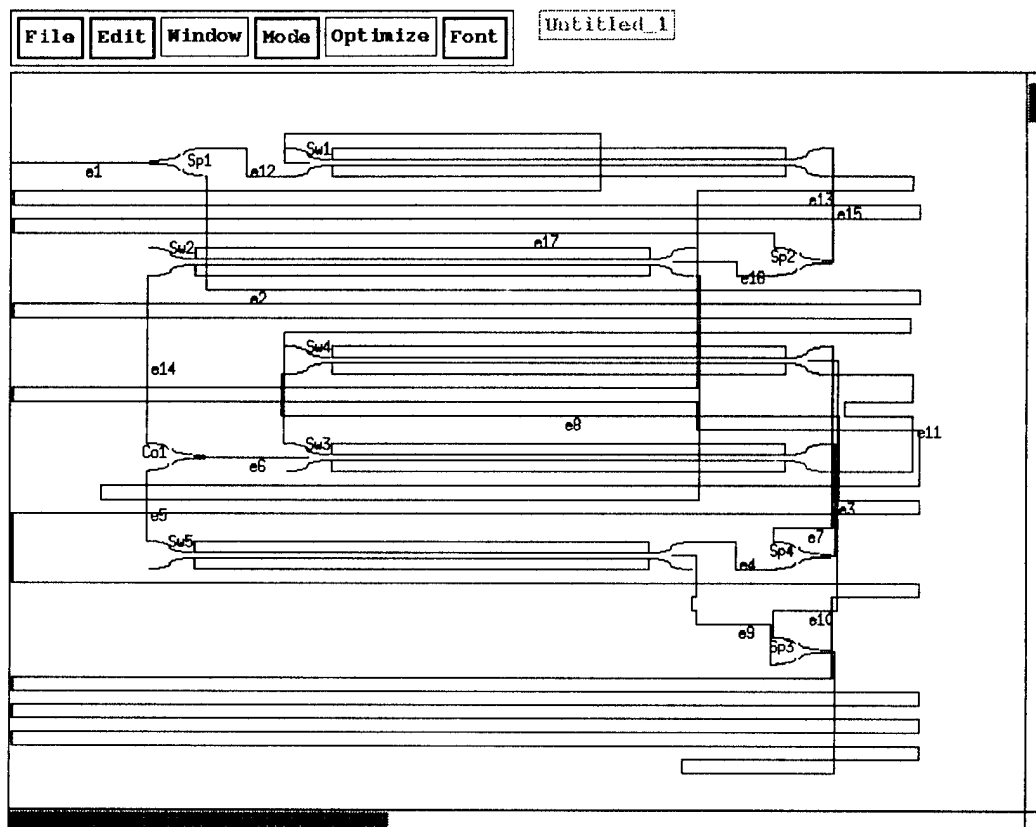 File Edit Window Mode Optimize Font Untitled_1
Sw1
Sp1
e1 e12
e13
e15
Sw2 e17 Sp2
e16
e2
Sw4
e14
e8 e11
Co1 Sw3
e6
e5 e3
e7
Sw5 Sp4
e4
e10
e9
Sp3